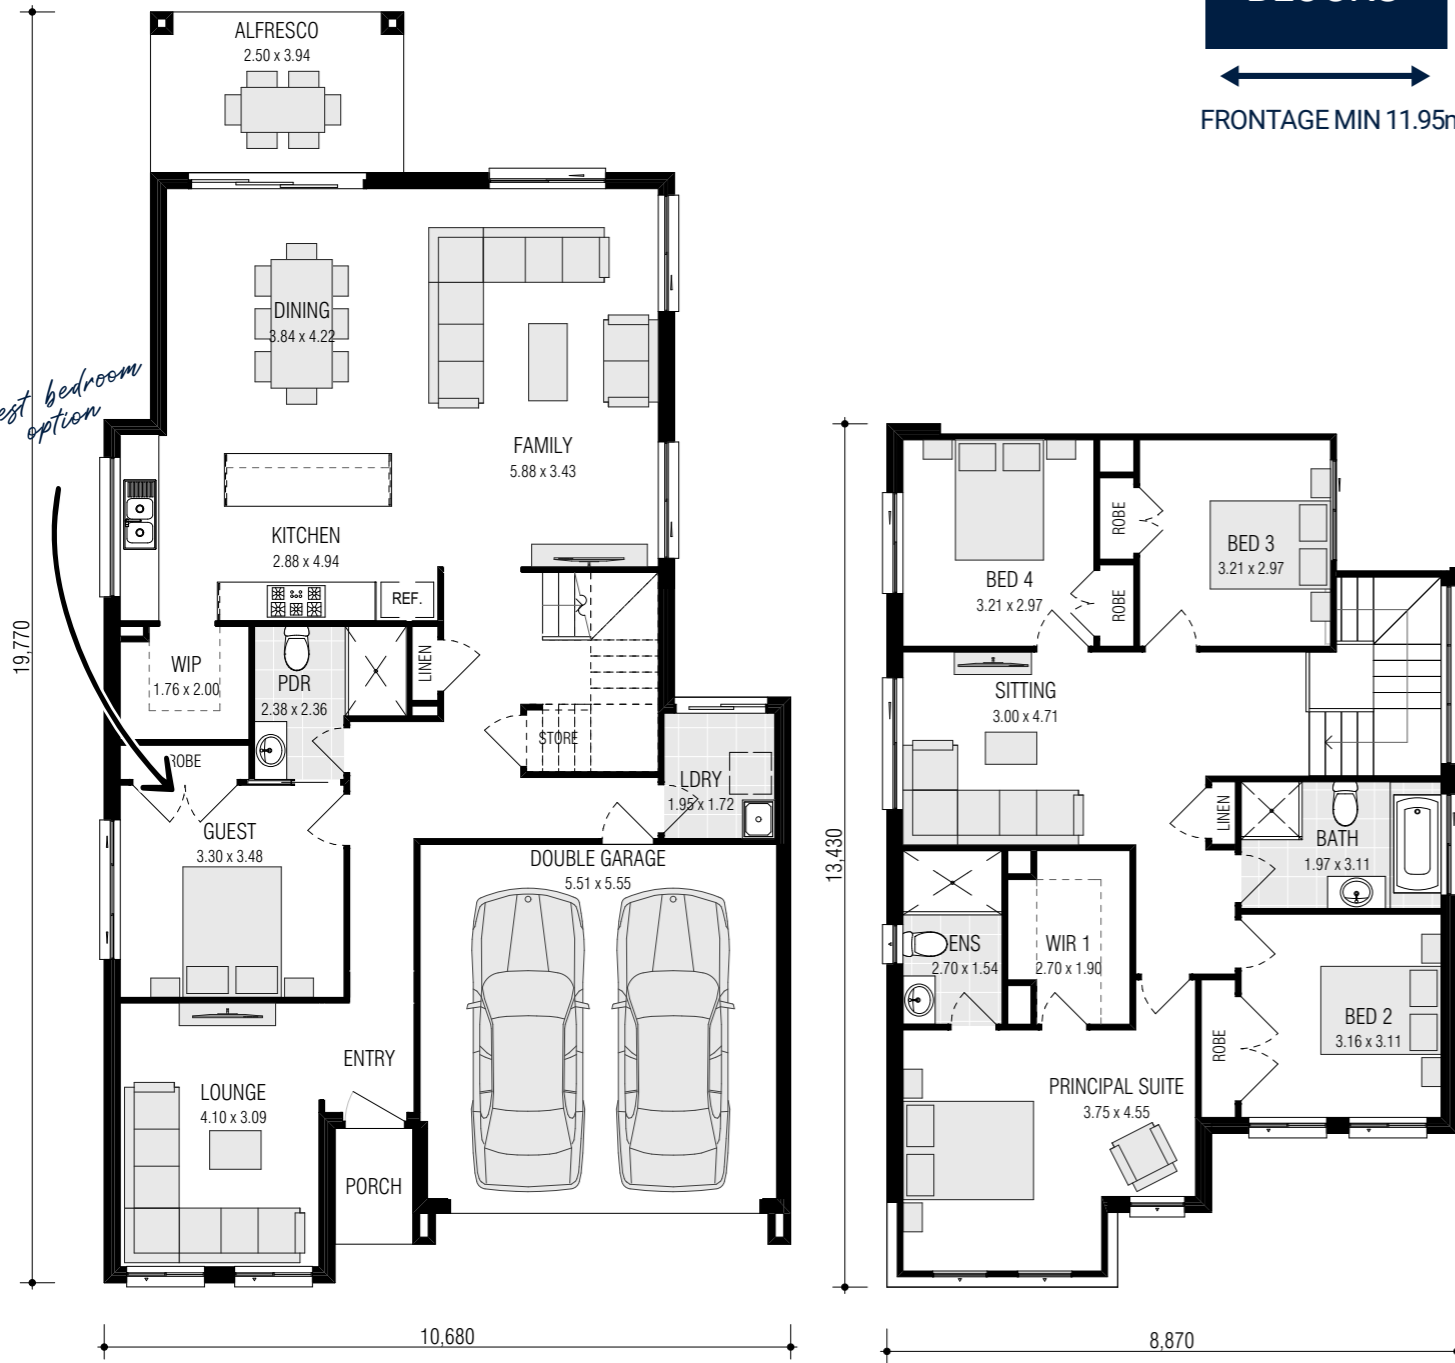 FRONTAGE MIN 11.95
ALFRESCO
2.50 x 3.94
DINING
3.84 x 4.22
bedroom
option
FAMILY
5.88 x 3.43
KITCHEN
2.88 x 4.94
REF.
19,770
WIP
1.76 x 2.00
PDR
2.38 x 2.36
LINEN
STORE
ROBE
LDRY
1.95 x 1.72
GUEST
3.30 x 3.48
DOUBLE GARAGE
5.51 x 5.55
ENTRY
LOUNGE
4.10 x 3.09
PORCH
10,680
BED 4
3.21 x 2.97
ROBE
ROBE
BED 3
3.21 x 2.97
SITTING
3.00 x 4.71
13,430
LINEN
BATH
1.97 x 3.11
ENS
2.70 x 1.54
WIR 1
2.70 x 1.90
ROBE
BED 2
3.16 x 3.11
PRINCIPAL SUITE
3.75 x 4.55
8,870